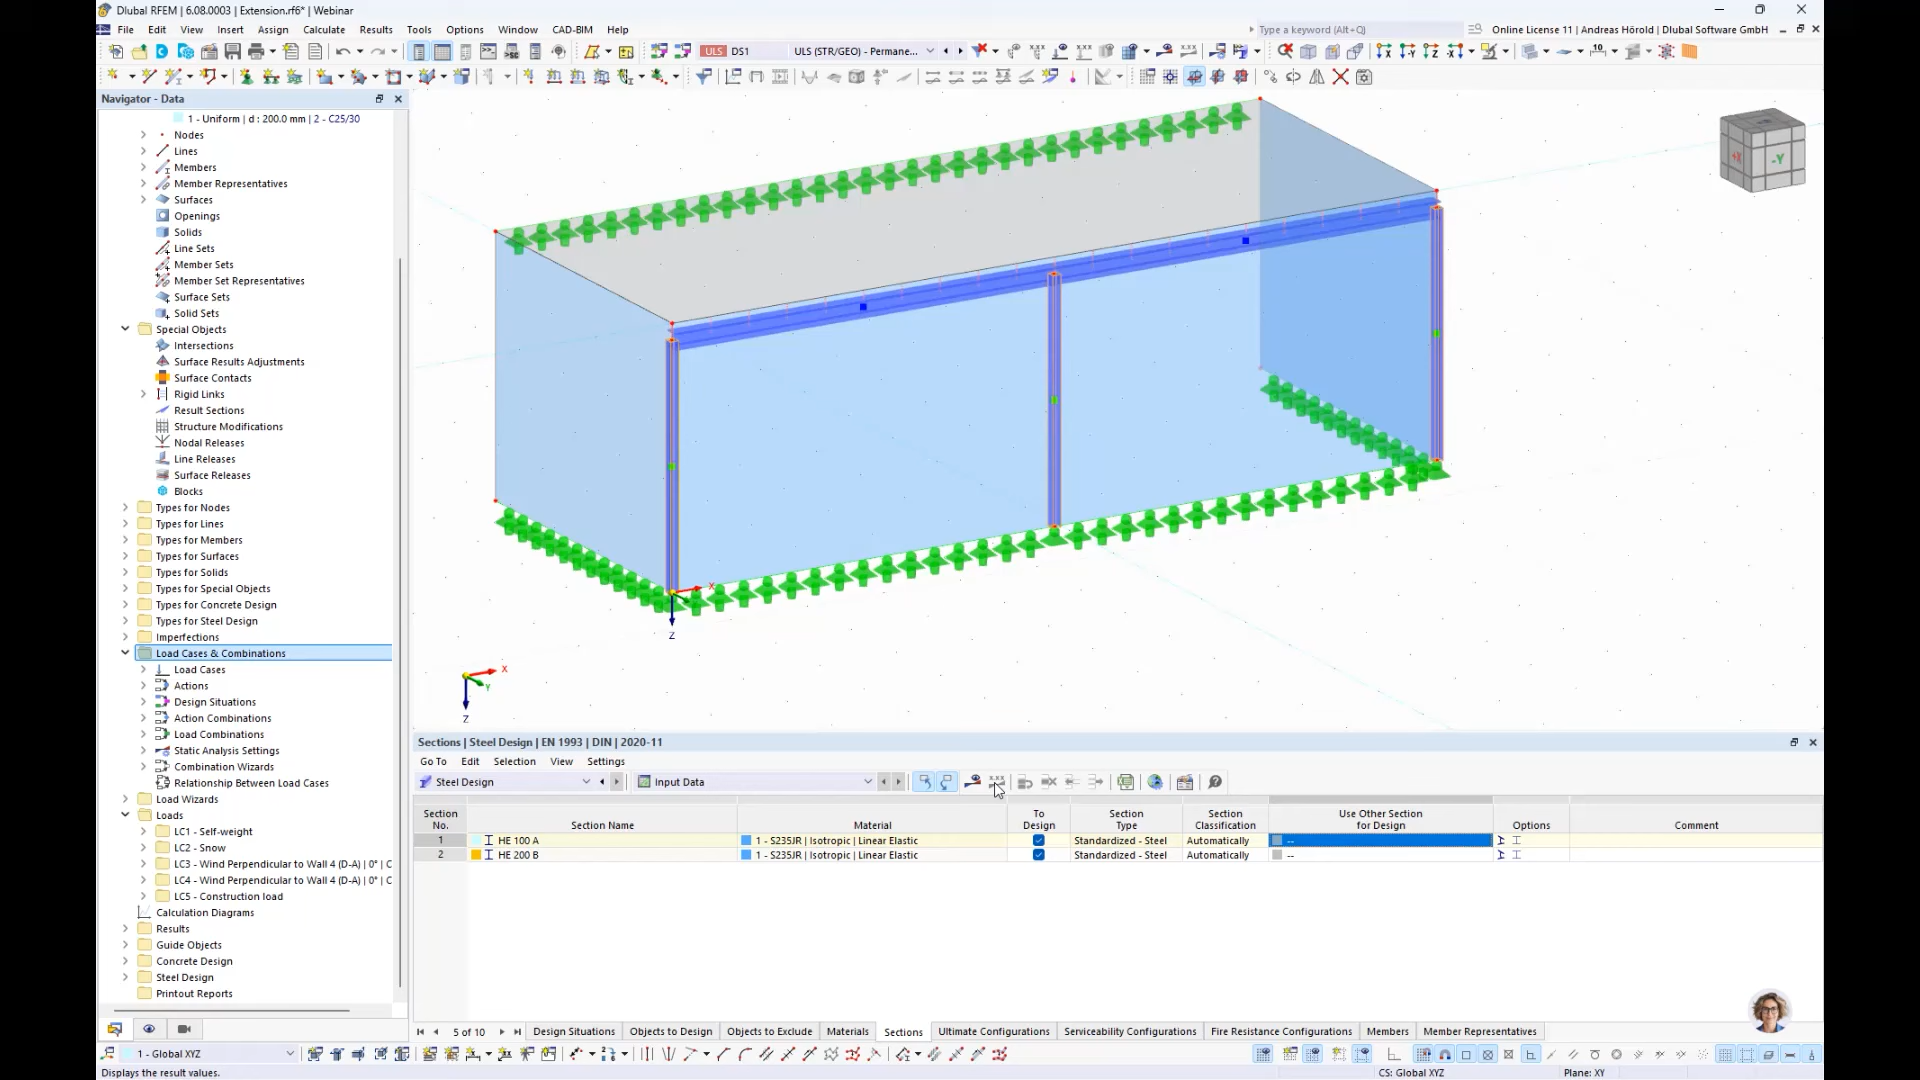 Dlubal RFEM | 6.08.0003 | Extension.rf6* | Webinar
File Edit View Insert Assign Calculate Results Tools Options Window CAD-BIM Help
Type a keyword (Alt+Q)
Online License 11 | Andreas Hörold | Dlubal Software GmbH
ULS DS1 ULS (STR/GEO) - Permane...
Navigator - Data
1 - Uniform | d : 200.0 mm | 2 - C25/30
Nodes
Lines
Members
Member Representatives
Surfaces
Openings
Solids
Line Sets
Member Sets
Member Set Representatives
Surface Sets
Solid Sets
Special Objects
Intersections
Surface Results Adjustments
Surface Contacts
Rigid Links
Result Sections
Structure Modifications
Nodal Releases
Line Releases
Surface Releases
Blocks
Types for Nodes
Types for Lines
Types for Members
Types for Surfaces
Types for Solids
Types for Special Objects
Types for Concrete Design
Types for Steel Design
Imperfections
Load Cases & Combinations
Load Cases
Actions
Design Situations
Action Combinations
Load Combinations
Static Analysis Settings
Combination Wizards
Relationship Between Load Cases
Load Wizards
Loads
LC1 - Self-weight
LC2 - Snow
LC3 - Wind Perpendicular to Wall 4 (D-A) | 0° | C
LC4 - Wind Perpendicular to Wall 4 (D-A) | 0° | C
LC5 - Construction load
Calculation Diagrams
Results
Guide Objects
Concrete Design
Steel Design
Printout Reports
+X -Y
X
Z
X
Y
Z
Sections | Steel Design | EN 1993 | DIN | 2020-11
Go To Edit Selection View Settings
Steel Design Input Data
Section No. Section Name Material To Design Section Type Section Classification Use Other Section for Design Options Comment
1 HE 100 A 1 - S235JR | Isotropic | Linear Elastic Standardized - Steel Automatically --
2 HE 200 B 1 - S235JR | Isotropic | Linear Elastic Standardized - Steel Automatically --
5 of 10 Design Situations Objects to Design Objects to Exclude Materials Sections Ultimate Configurations Serviceability Configurations Fire Resistance Configurations Members Member Representatives
1 - Global XYZ
Displays the result values.
CS: Global XYZ
Plane: XY